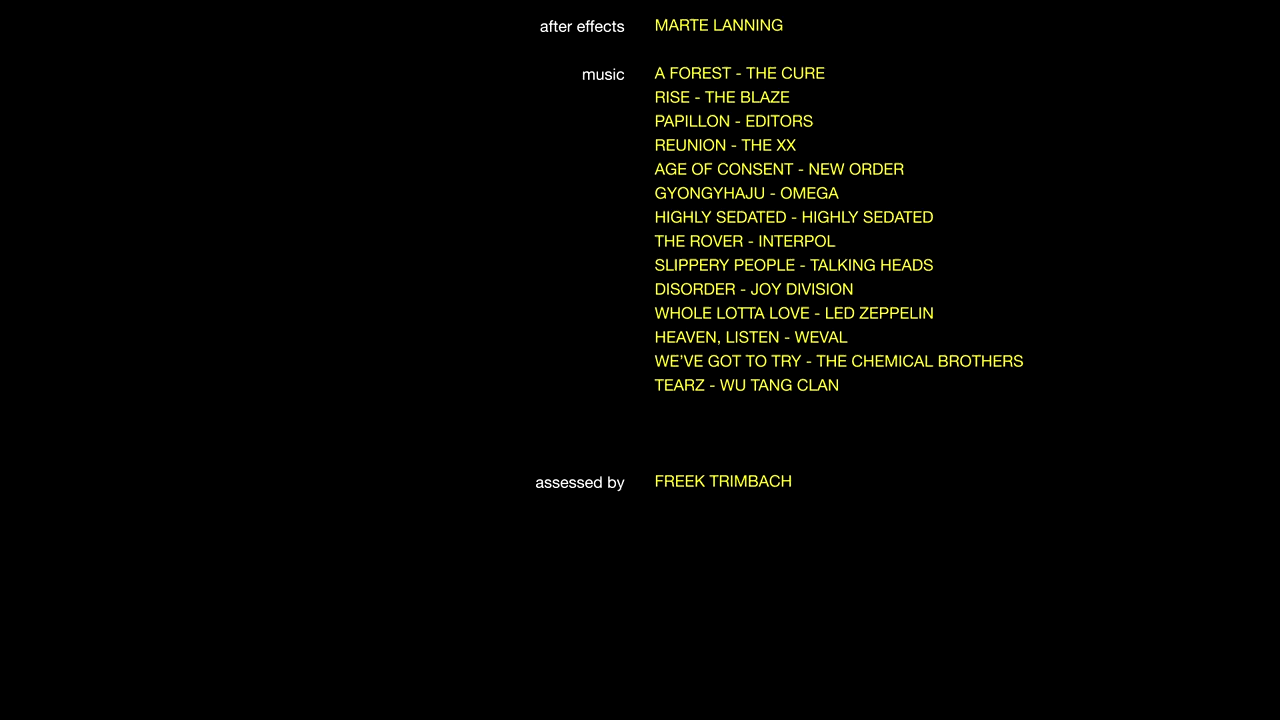 after effects MARTE LANNING
music A FOREST - THE CURE
RISE - THE BLAZE
PAPILLON - EDITORS
REUNION - THE XX
AGE OF CONSENT - NEW ORDER
GYONGYHAJU - OMEGA
HIGHLY SEDATED - HIGHLY SEDATED
THE ROVER - INTERPOL
SLIPPERY PEOPLE - TALKING HEADS
DISORDER - JOY DIVISION
WHOLE LOTTA LOVE - LED ZEPPELIN
HEAVEN, LISTEN - WEVAL
WE'VE GOT TO TRY - THE CHEMICAL BROTHERS
TEARZ - WU TANG CLAN
assessed by FREEK TRIMBACH